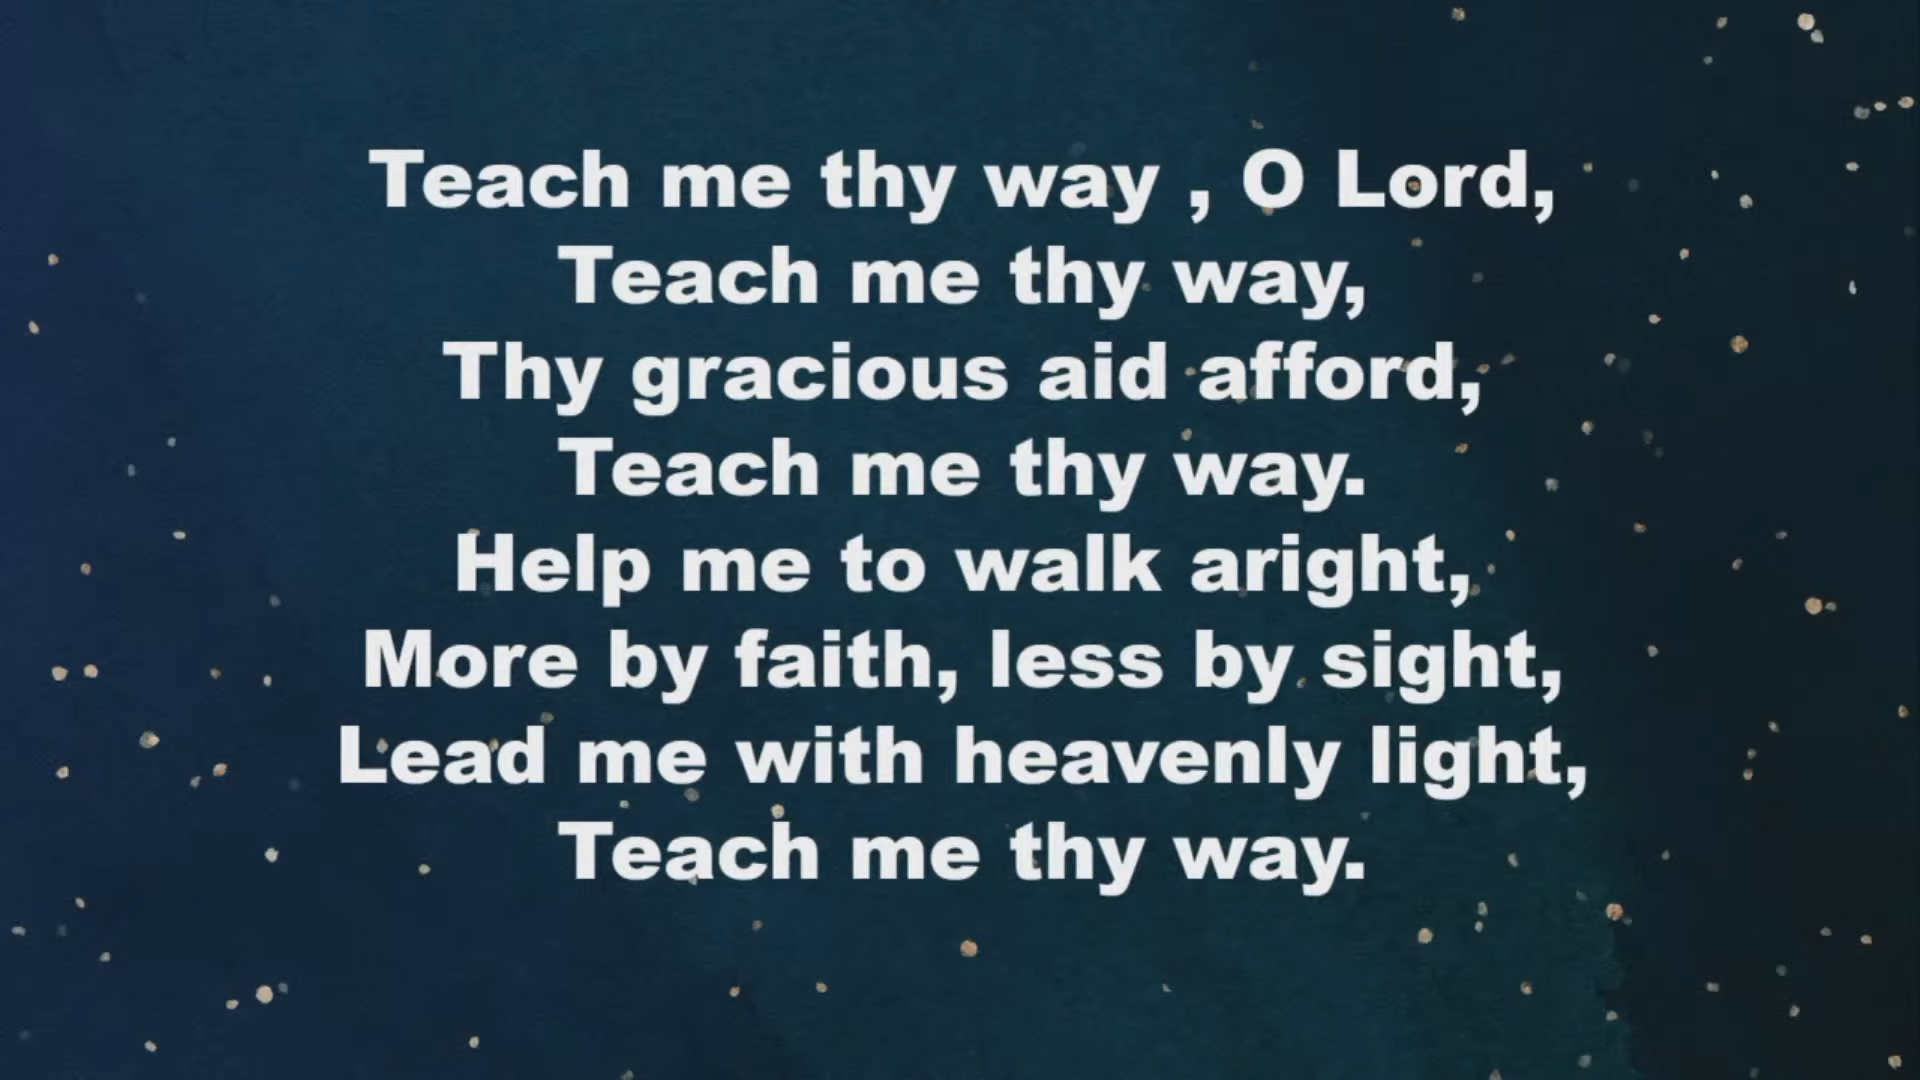 Teach me thy way , O Lord,
Teach me thy way,
Thy gracious aid afford,
Teach me thy way.
Help me to walk aright,
More by faith, less by sight,
Lead me with heavenly light,
Teach me thy way.